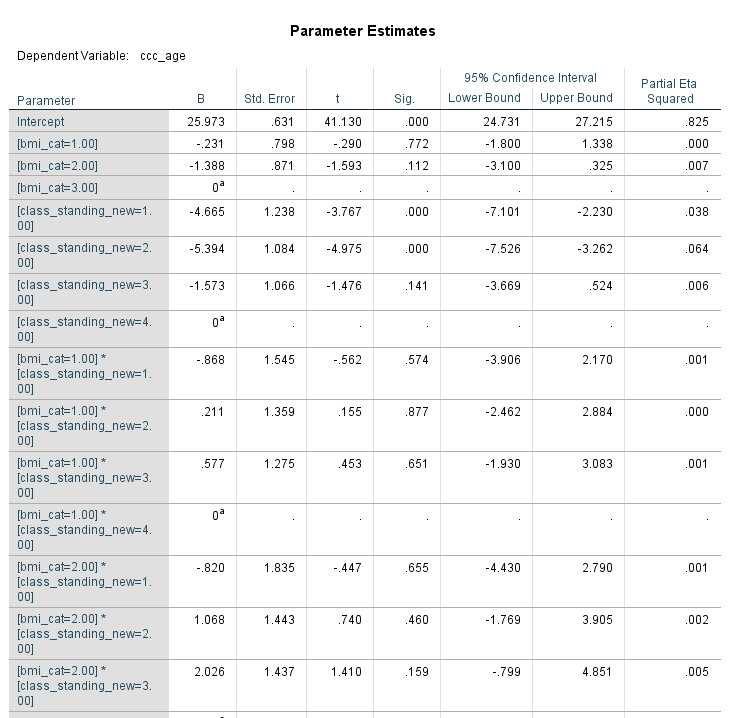 Parameter Estimates
Dependent Variable: ccc_age
95% Confidence Interval
Partial Eta Squared
Parameter B Std. Error t Sig. Lower Bound Upper Bound
Intercept 25.973 .631 41.130 .000 24.731 27.215 .825
[bmi_cat=1.00] -.231 .798 -.290 .772 -1.800 1.338 .000
[bmi_cat=2.00] -1.388 .871 -1.593 .112 -3.100 .325 .007
[bmi_cat=3.00] 0a . . . . . .
[class_standing_new=1. -4.665 1.238 -3.767 .000 -7.101 -2.230 .038
00]
[class_standing_new=2. -5.394 1.084 -4.975 .000 -7.526 -3.262 .064
00]
[class_standing_new=3. -1.573 1.066 -1.476 .141 -3.669 .524 .006
00]
[class_standing_new=4. 0a . . . . . .
00]
[bmi_cat=1.00] * -.868 1.545 -.562 .574 -3.906 2.170 .001
[class_standing_new=1.
00]
[bmi_cat=1.00] * .211 1.359 .155 .877 -2.462 2.884 .000
[class_standing_new=2.
00]
[bmi_cat=1.00] * .577 1.275 .453 .651 -1.930 3.083 .001
[class_standing_new=3.
00]
[bmi_cat=1.00] * 0a . . . . . .
[class_standing_new=4.
00]
[bmi_cat=2.00] * -.820 1.835 -.447 .655 -4.430 2.790 .001
[class_standing_new=1.
00]
[bmi_cat=2.00] * 1.068 1.443 .740 .460 -1.769 3.905 .002
[class_standing_new=2.
00]
[bmi_cat=2.00] * 2.026 1.437 1.410 .159 -.799 4.851 .005
[class_standing_new=3.
00]